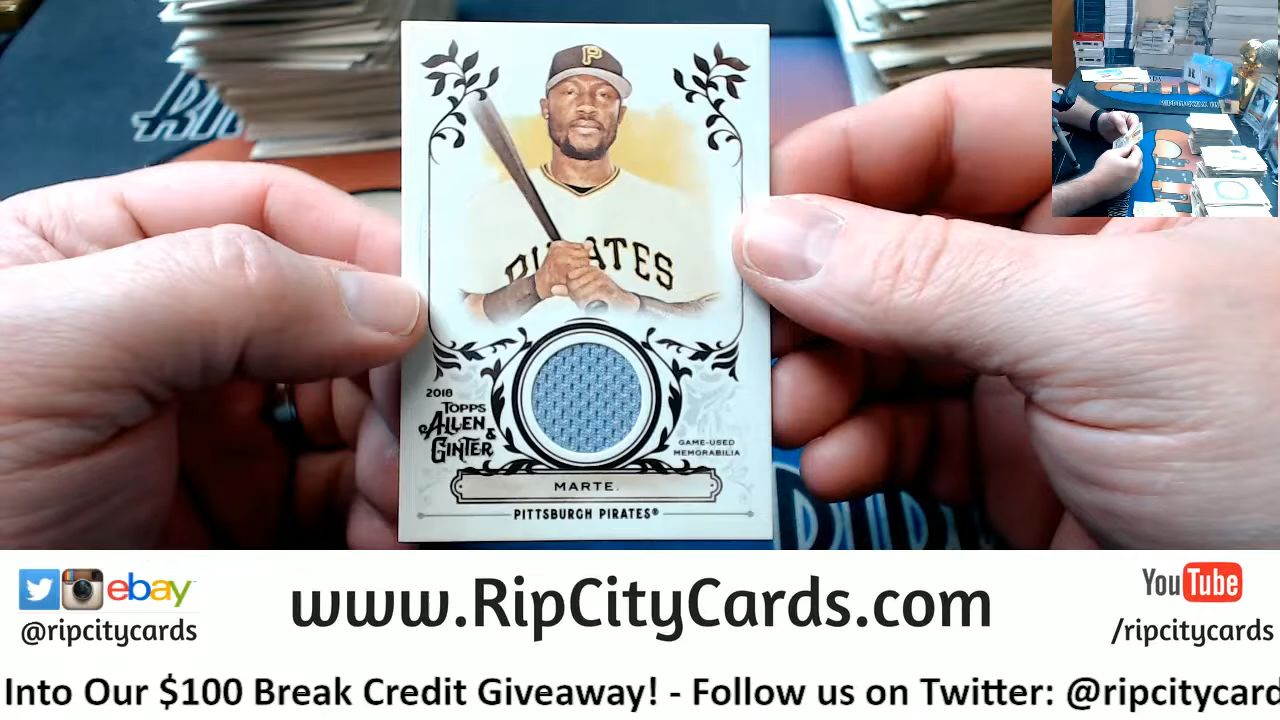 P
PIRATES
2018
TOPPS
ALLEN &
GINTER
GAME-USED
MEMORABILIA
MARTE.
PITTSBURGH PIRATES®
ebay
@ripcitycards
www.RipCityCards.com
YouTube
/ripcitycards
Into Our $100 Break Credit Giveaway! - Follow us on Twitter: @ripcitycard